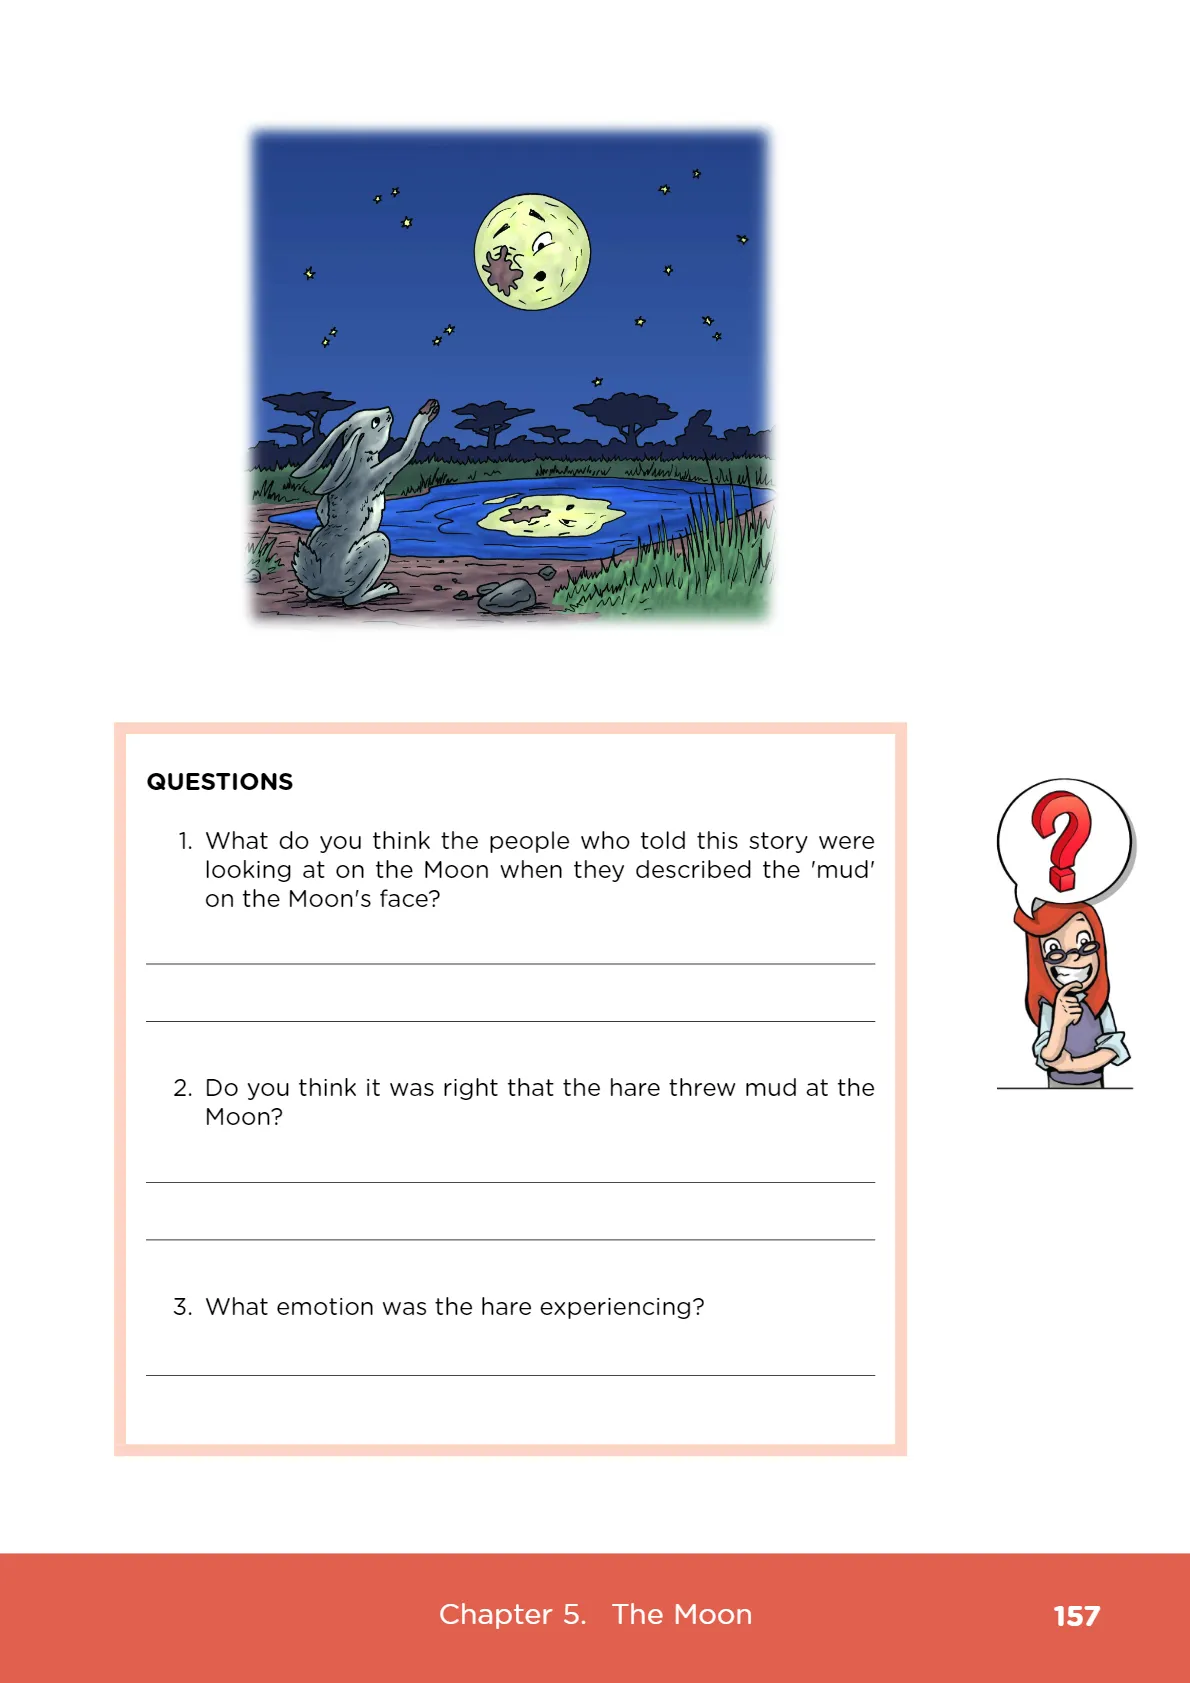 QUESTIONS
1. What do you think the people who told this story were
looking at on the Moon when they described the 'mud'
on the Moon's face?
2. Do you think it was right that the hare threw mud at the
Moon?
3. What emotion was the hare experiencing?
?
Chapter 5. The Moon
157